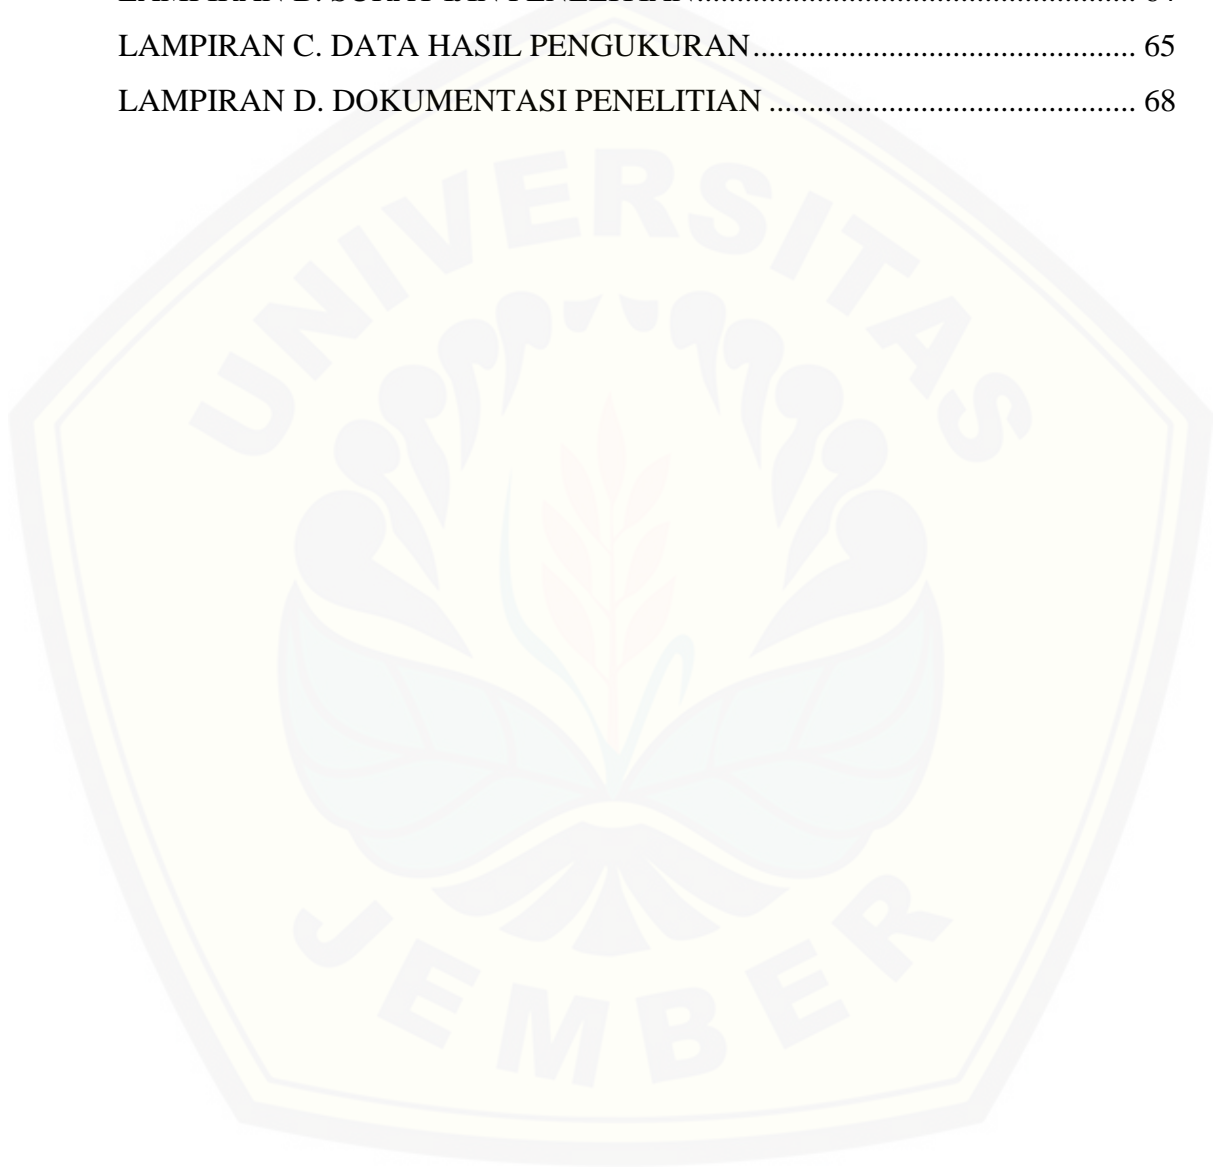 LAMPIRAN C. DATA HASIL PENGUKURAN......................................... 65
LAMPIRAN D. DOKUMENTASI PENELITIAN ....................................... 68
UNIVERSITAS
JEMBER